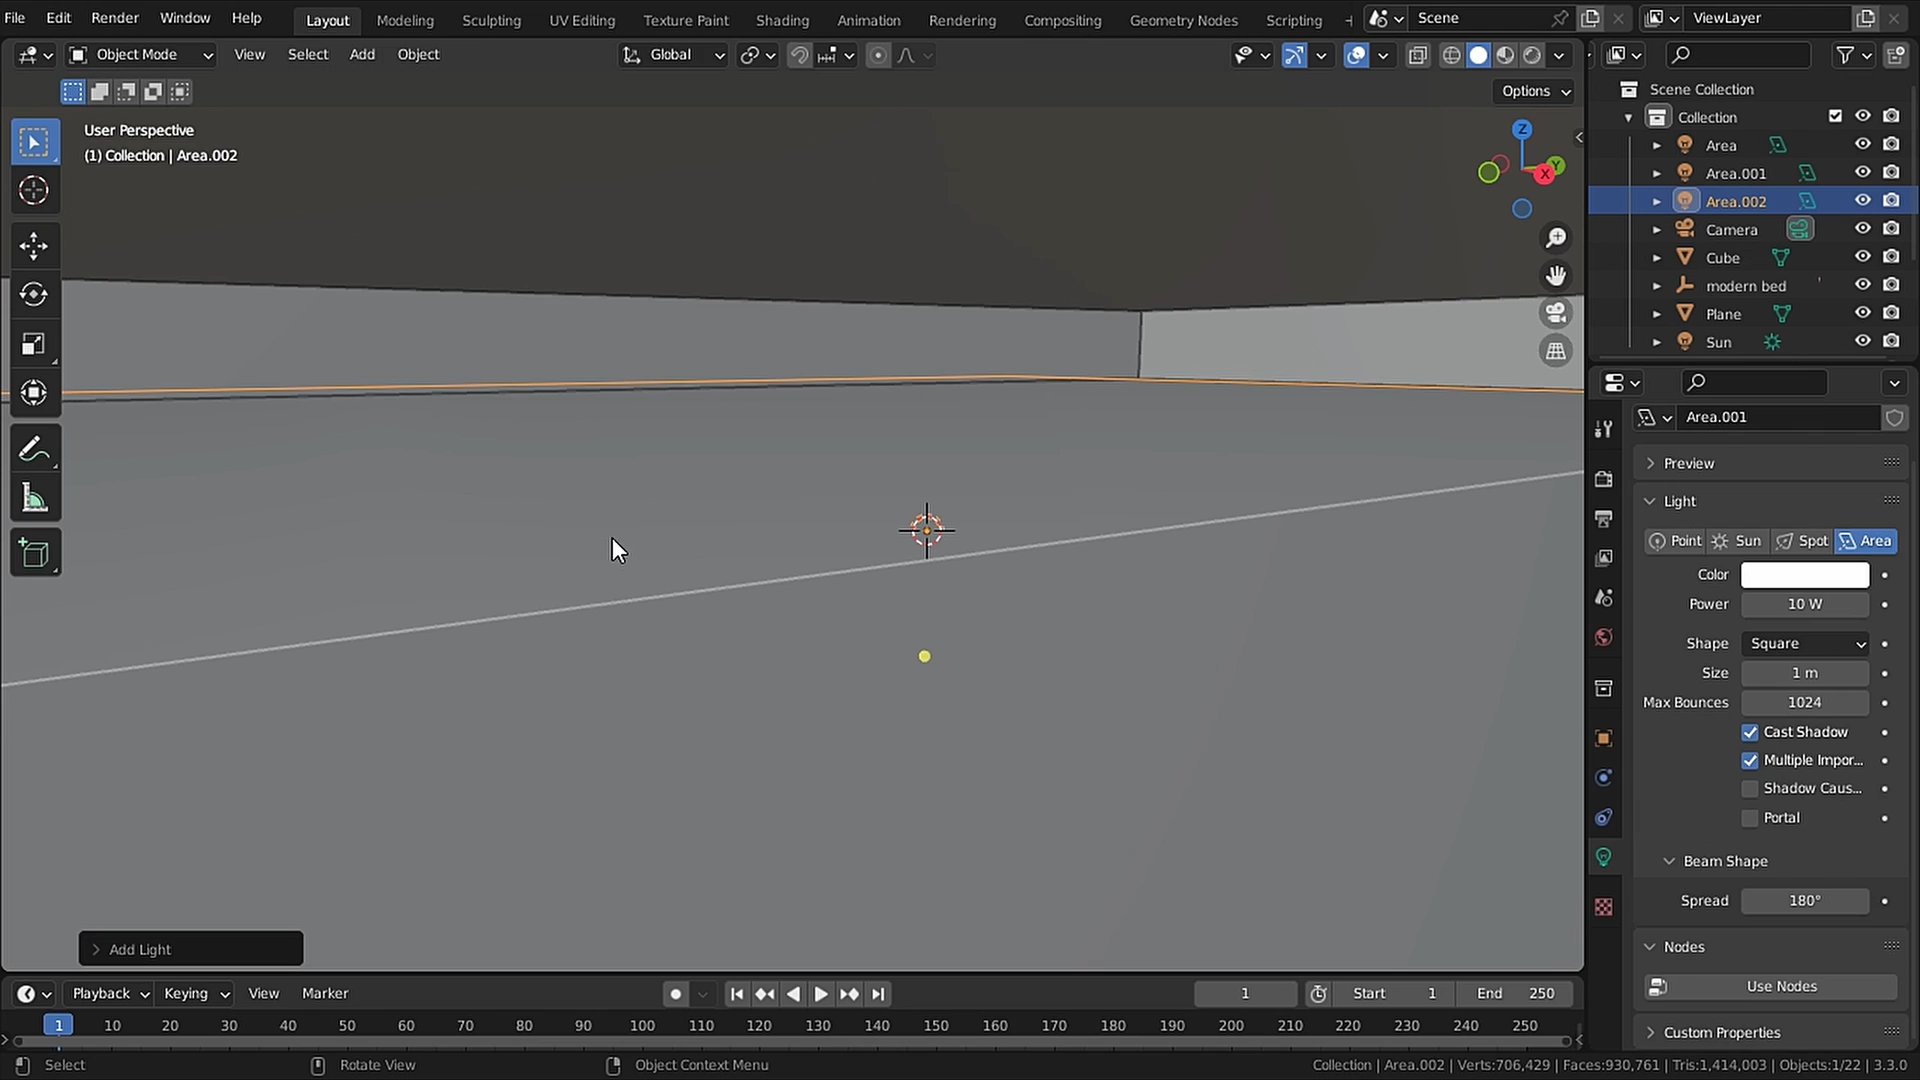 File Edit Render Window Help Layout Modeling Sculpting UV Editing Texture Paint Shading Animation Rendering Compositing Geometry Nodes Scripting Scene ViewLayer
Object Mode View Select Add Object Global
Options
User Perspective
(1) Collection | Area.002
Z
Y
X
Scene Collection
Collection
Area
Area.001
Area.002
Camera
Cube
modern bed
Plane
Sun
Area.001
Preview
Light
Point Sun Spot Area
Color
Power 10 W
Shape Square
Size 1 m
Max Bounces 1024
Cast Shadow
Multiple Impor...
Shadow Caus...
Portal
Beam Shape
Spread 180°
Nodes
Use Nodes
Custom Properties
Add Light
Playback Keying View Marker 1 Start 1 End 250
1 10 20 30 40 50 60 70 80 90 100 110 120 130 140 150 160 170 180 190 200 210 220 230 240 250
Select Rotate View Object Context Menu Collection | Area.002 | Verts:706,429 | Faces:930,761 | Tris:1,414,003 | Objects:1/22 | 3.3.0